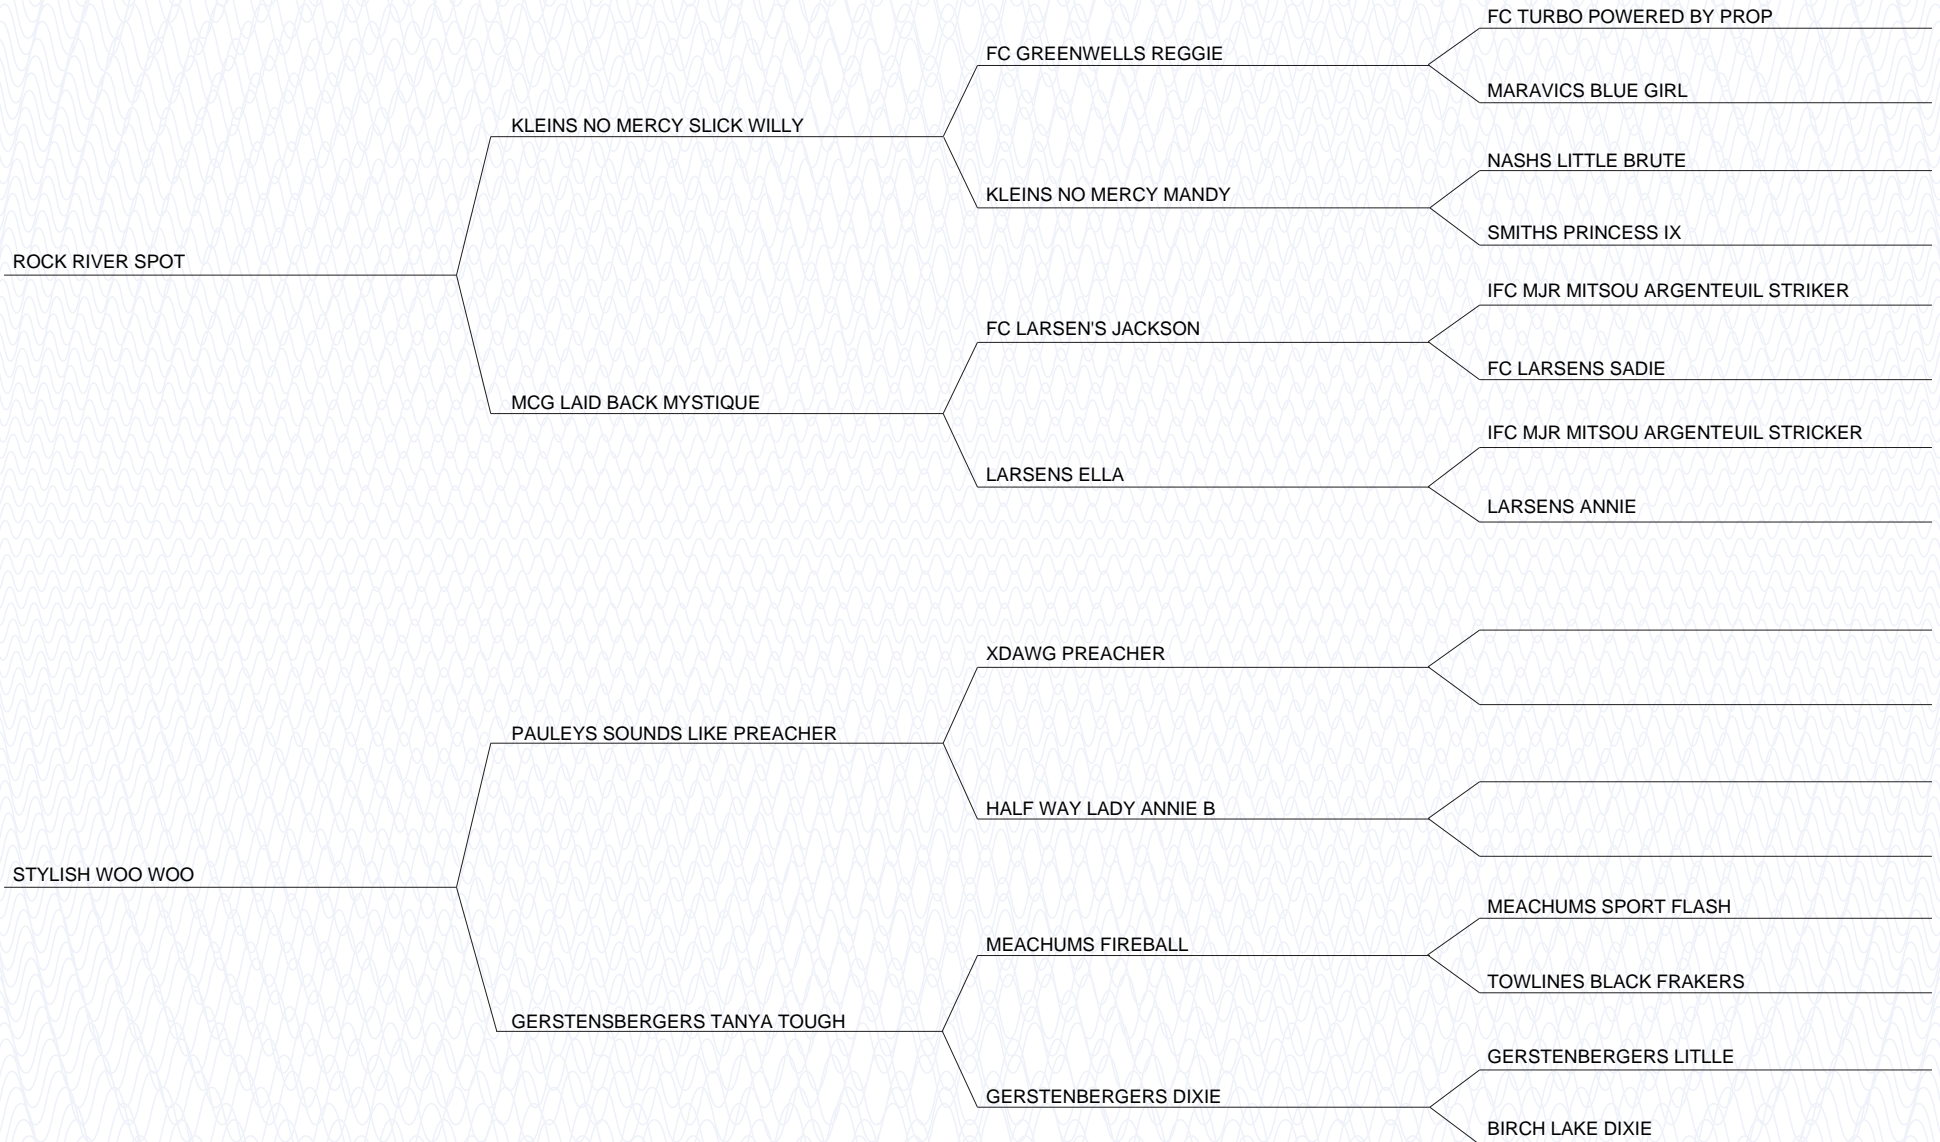 FC TURBO POWERED BY PROP
FC GREENWELLS REGGIE
MARAVICS BLUE GIRL
KLEINS NO MERCY SLICK WILLY
NASHS LITTLE BRUTE
KLEINS NO MERCY MANDY
SMITHS PRINCESS IX
ROCK RIVER SPOT
IFC MJR MITSOU ARGENTEUIL STRIKER
FC LARSEN'S JACKSON
FC LARSENS SADIE
MCG LAID BACK MYSTIQUE
IFC MJR MITSOU ARGENTEUIL STRICKER
LARSENS ELLA
LARSENS ANNIE
XDAWG PREACHER
PAULEYS SOUNDS LIKE PREACHER
HALF WAY LADY ANNIE B
STYLISH WOO WOO
MEACHUMS SPORT FLASH
MEACHUMS FIREBALL
TOWLINES BLACK FRAKERS
GERSTENSBERGERS TANYA TOUGH
GERSTENBERGERS LITLLE
GERSTENBERGERS DIXIE
BIRCH LAKE DIXIE